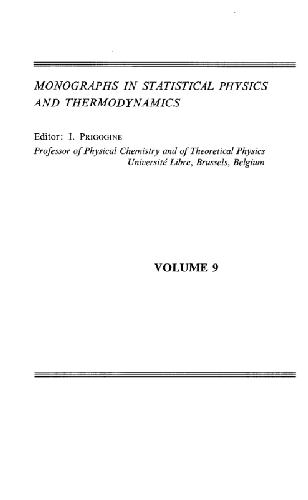 MONOGRAPHS IN STATISTICAL PHYSICS
AND THERMODYNAMICS
Editor: I. PRIGOGINE
Professor of Physical Chemistry and of Theoretical Physics
Université Libre, Brussels, Belgium
VOLUME 9